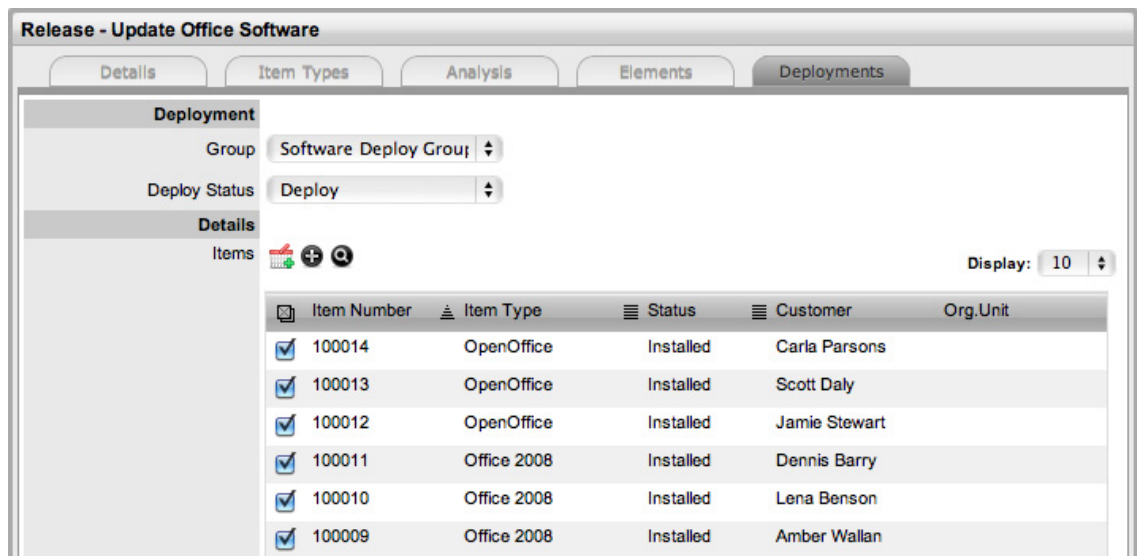 Release - Update Office Software
Details Item Types Analysis Elements Deployments
Deployment
Group Software Deploy Group
Deploy Status Deploy
Details
Items
Display: 10
Item Number Item Type Status Customer Org.Unit
100014 OpenOffice Installed Carla Parsons
100013 OpenOffice Installed Scott Daly
100012 OpenOffice Installed Jamie Stewart
100011 Office 2008 Installed Dennis Barry
100010 Office 2008 Installed Lena Benson
100009 Office 2008 Installed Amber Wallan